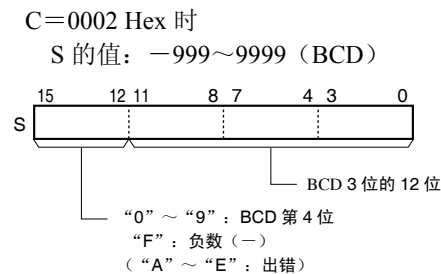 C＝0002 Hex 时
S 的值：－999～9999（BCD）
15 12 11 8 7 4 3 0
S
BCD 3 位的 12 位
“0”～“9”：BCD 第 4 位
“F”：负数（－）
（“A”～“E”：出错）